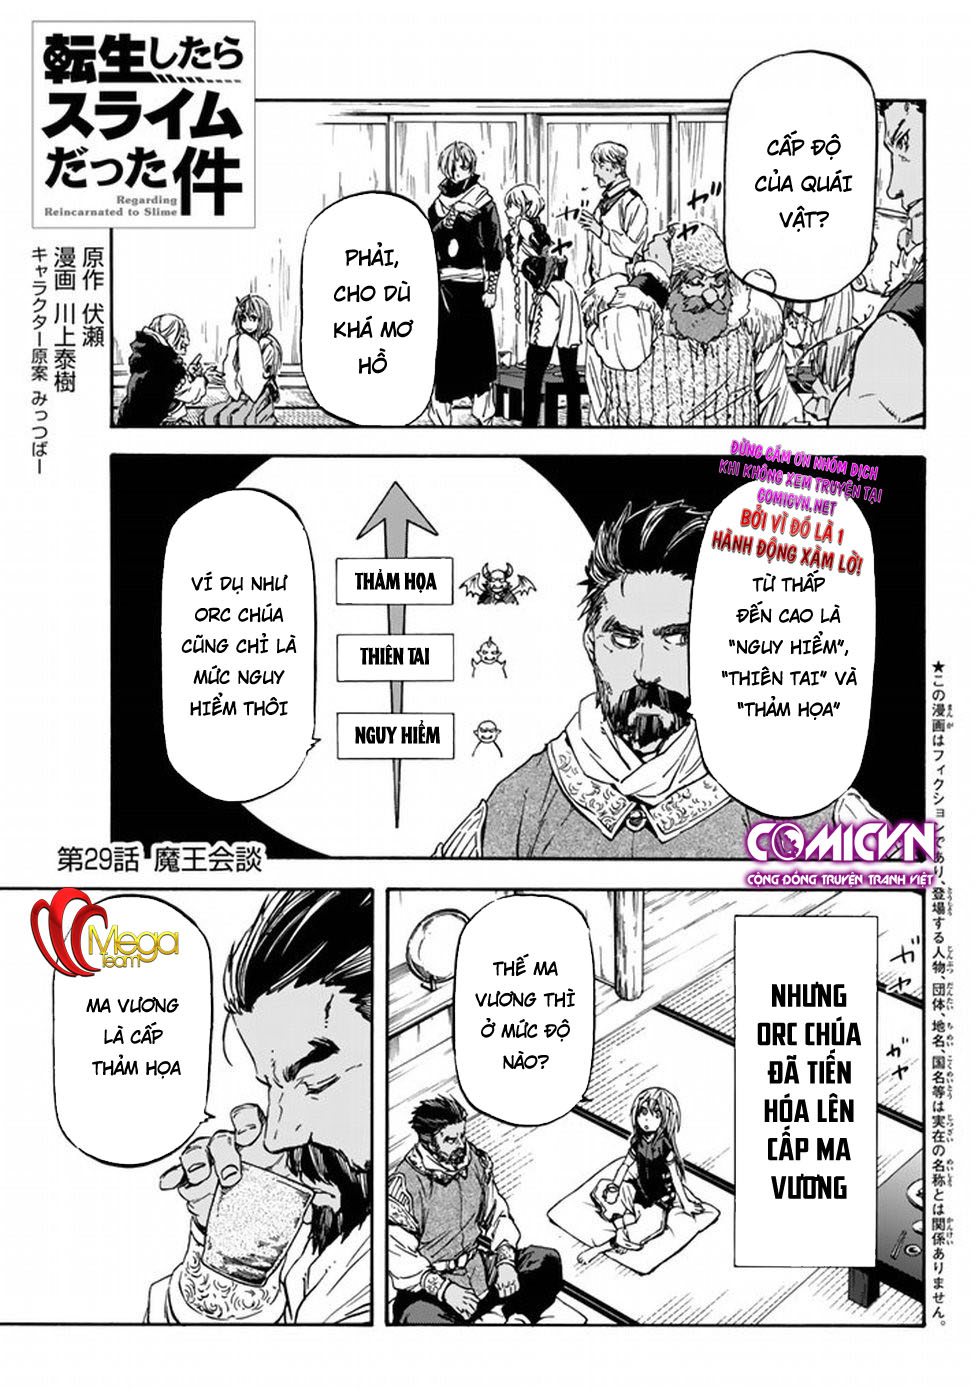 転生したら
スライム
だった件
Regarding
Reincarnated to Slime
原作 伏瀬
漫画 川上泰樹
キャラクター原案 みっつばー
CẤP ĐỘ
CỦA QUÁI
VẬT?
PHẢI,
CHO DÙ
KHÁ MƠ
HỒ
ĐỪNG CÁM ƠN NHÓM DỊCH
KHI KHÔNG XEM TRUYỆN TẠI
COMICVN.NET
BỞI VÌ ĐÓ LÀ 1
HÀNH ĐỘNG XÀM LỜ!
TỪ THẤP
ĐẾN CAO LÀ
"NGUY HIỂM",
"THIÊN TAI" VÀ
"THẢM HỌA"
THẢM HỌA
THIÊN TAI
NGUY HIỂM
VÍ DỤ NHƯ
ORC CHÚA
CŨNG CHỈ LÀ
MỨC NGUY
HIỂM THÔI
COMICVN
CỘNG ĐỒNG TRUYỆN TRANH VIỆT
第29話 魔王会談
NHƯNG
ORC CHÚA
ĐÃ TIẾN
HÓA LÊN
CẤP MA
VƯƠNG
THẾ MA
VƯƠNG THÌ
Ở MỨC ĐỘ
NÀO?
Mega
Team
MA VƯƠNG
LÀ CẤP
THẢM HỌA
★この漫画はフィクションであり、登場する人物、団体、地名、国名等は実在の名称とは関係ありません。